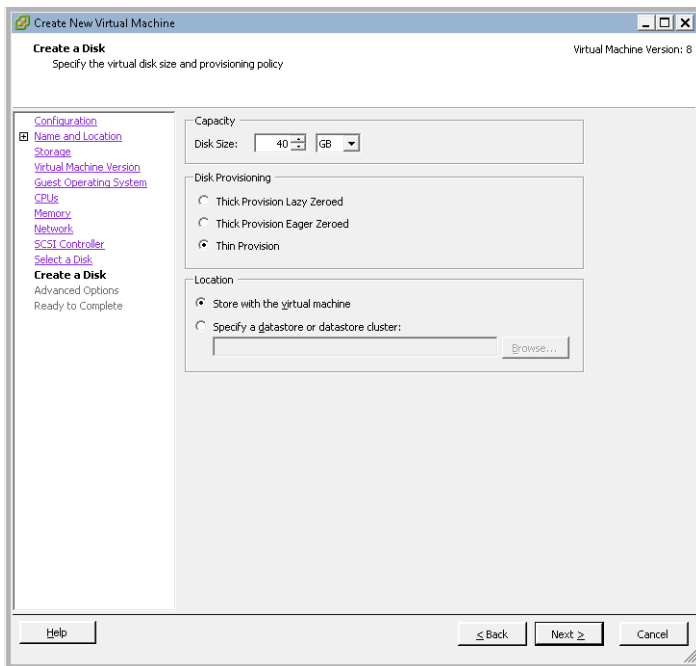 Create New Virtual Machine
Create a Disk
Virtual Machine Version: 8
Specify the virtual disk size and provisioning policy
Configuration
Name and Location
Storage
Virtual Machine Version
Guest Operating System
CPUs
Memory
Network
SCSI Controller
Select a Disk
Create a Disk
Advanced Options
Ready to Complete
Capacity
Disk Size: 40 GB
Disk Provisioning
Thick Provision Lazy Zeroed
Thick Provision Eager Zeroed
Thin Provision
Location
Store with the virtual machine
Specify a datastore or datastore cluster:
Browse...
Help
< Back
Next >
Cancel